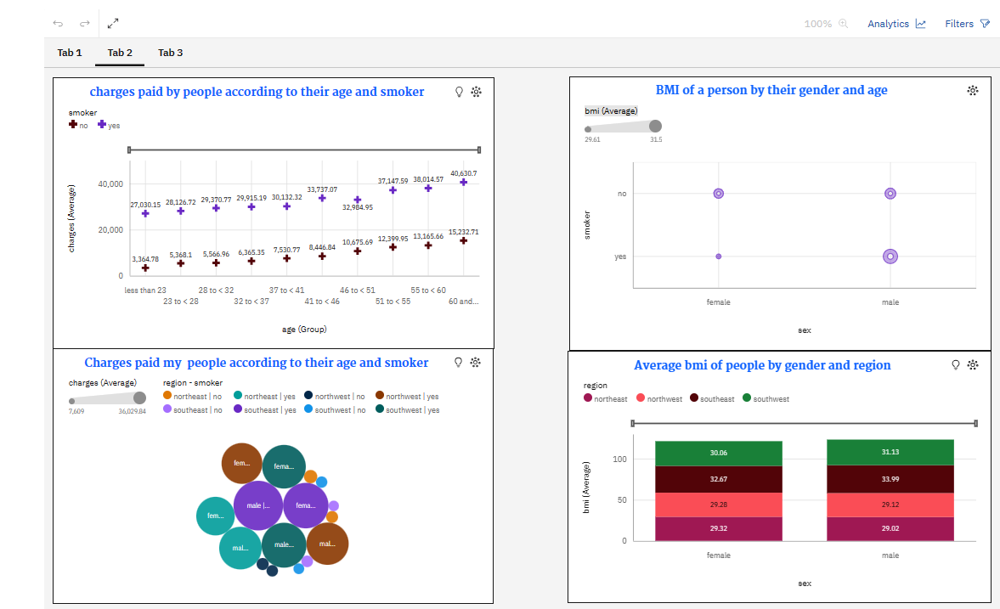 100%
Analytics
Filters
Tab 1 Tab 2 Tab 3
charges paid by people according to their age and smoker
smoker
no yes
charges (Average)
40,000
20,000
0
27,030.15 28,126.72 29,370.77 29,915.19 30,132.32 33,737.07 32,984.95 37,147.59 38,014.57 40,630.7
3,364.78 5,368.1 5,566.96 6,365.35 7,530.77 8,446.84 10,675.69 12,399.95 13,165.66 15,232.71
less than 23 28 to < 32 37 to < 41 46 to < 51 55 to < 60
23 to < 28 32 to < 37 41 to < 46 51 to < 55 60 and...
age (Group)
BMI of a person by their gender and age
bmi (Average)
29.61 31.5
smoker
no
yes
female male
sex
Charges paid my people according to their age and smoker
charges (Average)
7,609 36,029.84
region - smoker
northeast | no northeast | yes northwest | no northwest | yes
southeast | no southeast | yes southwest | no southwest | yes
fem...
fema...
male |...
fema...
fem...
mal...
male...
mal...
Average bmi of people by gender and region
region
northeast northwest southeast southwest
bmi (Average)
100
50
0
30.06 31.13
32.67 33.99
29.28 29.12
29.32 29.02
female male
sex